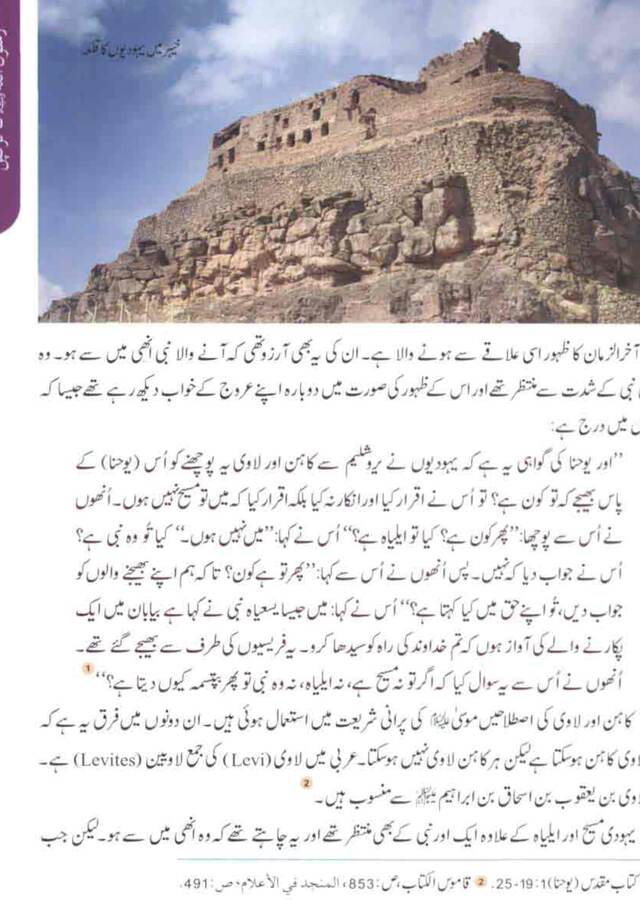 خیبر میں یہودیوں کا قلعہ
آخرالزمان کا ظہور اسی علاقے سے ہونے والا ہے۔ ان کی یہ بھی آرزو تھی کہ آنے والا نبی انھی میں سے ہو۔ وہ
نبی کے شدت سے منتظر تھے اور اس کے ظہور کی صورت میں دوبارہ اپنے عروج کے خواب دیکھ رہے تھے جیسا کہ
میں درج ہے:
’’اور یوحنا کی گواہی یہ ہے کہ یہودیوں نے یروشلیم سے کاہن اور لاوی یہ پوچھنے کو اُس (یوحنا) کے
پاس بھیجے کہ تو کون ہے؟ تو اُس نے اقرار کیا اور انکار نہ کیا بلکہ اقرار کیا کہ میں تو مسیح نہیں ہوں۔ اُنھوں
نے اُس سے پوچھا: ’’پھر کون ہے؟ کیا تو ایلیاہ ہے؟‘‘ اُس نے کہا: ’’میں نہیں ہوں۔‘‘ کیا تُو وہ نبی ہے؟
اُس نے جواب دیا کہ نہیں۔ پس اُنھوں نے اُس سے کہا: ’’پھر تو ہے کون؟ تا کہ ہم اپنے بھیجنے والوں کو
جواب دیں، تُو اپنے حق میں کیا کہتا ہے؟‘‘ اُس نے کہا: میں جیسا یسعیاہ نبی نے کہا ہے بیابان میں ایک
پکارنے والے کی آواز ہوں کہ تم خداوند کی راہ کو سیدھا کرو۔ یہ فریسیوں کی طرف سے بھیجے گئے تھے۔
اُنھوں نے اُس سے یہ سوال کیا کہ اگر تو نہ مسیح ہے، نہ ایلیاہ، نہ وہ نبی تو پھر بپتسمہ کیوں دیتا ہے؟‘‘ 1
کاہن اور لاوی کی اصطلاحیں موسیٰ علیہ السلام کی پرانی شریعت میں استعمال ہوئی ہیں۔ ان دونوں میں فرق یہ ہے کہ
لاوی کاہن ہوسکتا ہے لیکن ہر کاہن لاوی نہیں ہوسکتا۔ عربی میں لاوی (Levi) کی جمع لاویین (Levites) ہے۔
لاوی بن یعقوب بن اسحاق بن ابراہیم علیہم السلام سے منسوب ہیں۔ 2
یہودی مسیح اور ایلیاہ کے علاوہ ایک اور نبی کے بھی منتظر تھے اور یہ چاہتے تھے کہ وہ انھی میں سے ہو۔ لیکن جب
کتاب مقدس (یوحنا) 1:19-25. 2 قاموس الکتاب، ص: 853، المنجد في الأعلام، ص: 491.